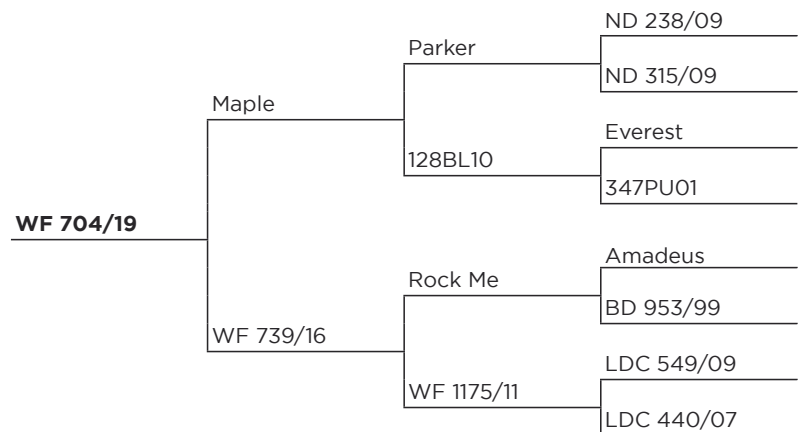 ND 238/09
Parker
ND 315/09
Maple
Everest
128BL10
347PU01
WF 704/19
Amadeus
Rock Me
BD 953/99
WF 739/16
LDC 549/09
WF 1175/11
LDC 440/07